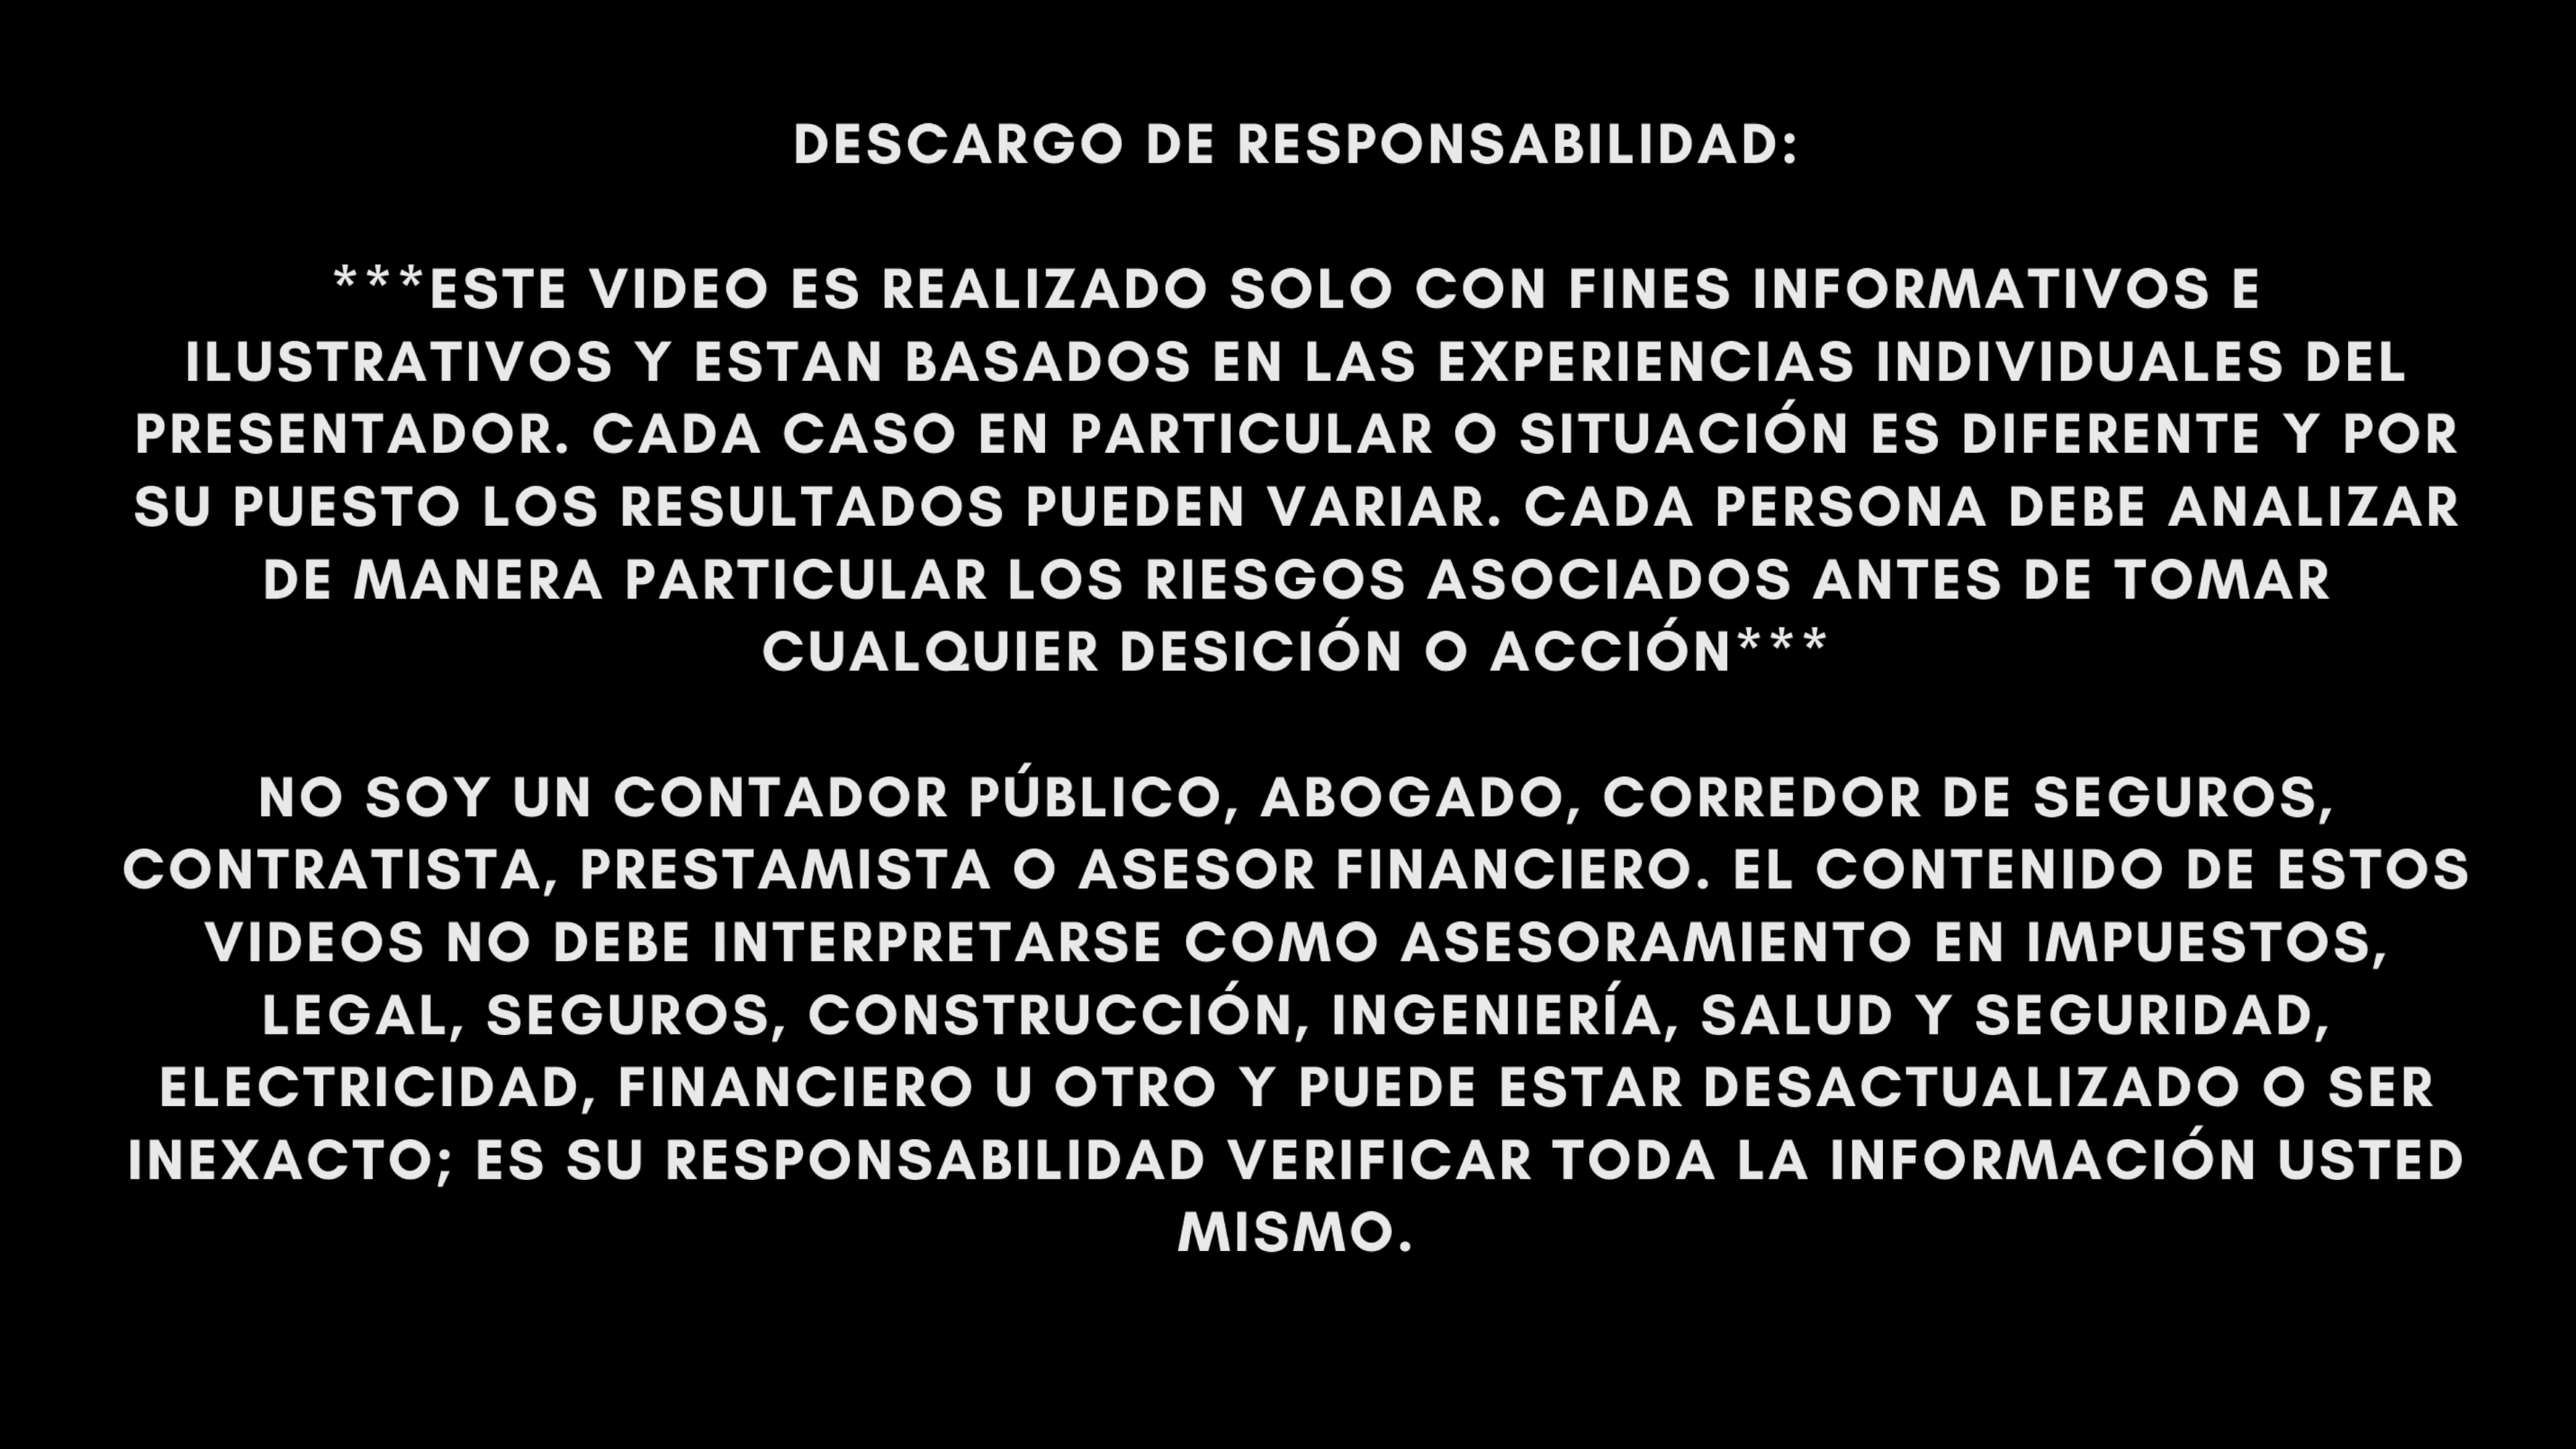 DESCARGO DE RESPONSABILIDAD:
***ESTE VIDEO ES REALIZADO SOLO CON FINES INFORMATIVOS E
ILUSTRATIVOS Y ESTAN BASADOS EN LAS EXPERIENCIAS INDIVIDUALES DEL
PRESENTADOR. CADA CASO EN PARTICULAR O SITUACIÓN ES DIFERENTE Y POR
SU PUESTO LOS RESULTADOS PUEDEN VARIAR. CADA PERSONA DEBE ANALIZAR
DE MANERA PARTICULAR LOS RIESGOS ASOCIADOS ANTES DE TOMAR
CUALQUIER DESICIÓN O ACCIÓN***
NO SOY UN CONTADOR PÚBLICO, ABOGADO, CORREDOR DE SEGUROS,
CONTRATISTA, PRESTAMISTA O ASESOR FINANCIERO. EL CONTENIDO DE ESTOS
VIDEOS NO DEBE INTERPRETARSE COMO ASESORAMIENTO EN IMPUESTOS,
LEGAL, SEGUROS, CONSTRUCCIÓN, INGENIERÍA, SALUD Y SEGURIDAD,
ELECTRICIDAD, FINANCIERO U OTRO Y PUEDE ESTAR DESACTUALIZADO O SER
INEXACTO; ES SU RESPONSABILIDAD VERIFICAR TODA LA INFORMACIÓN USTED
MISMO.